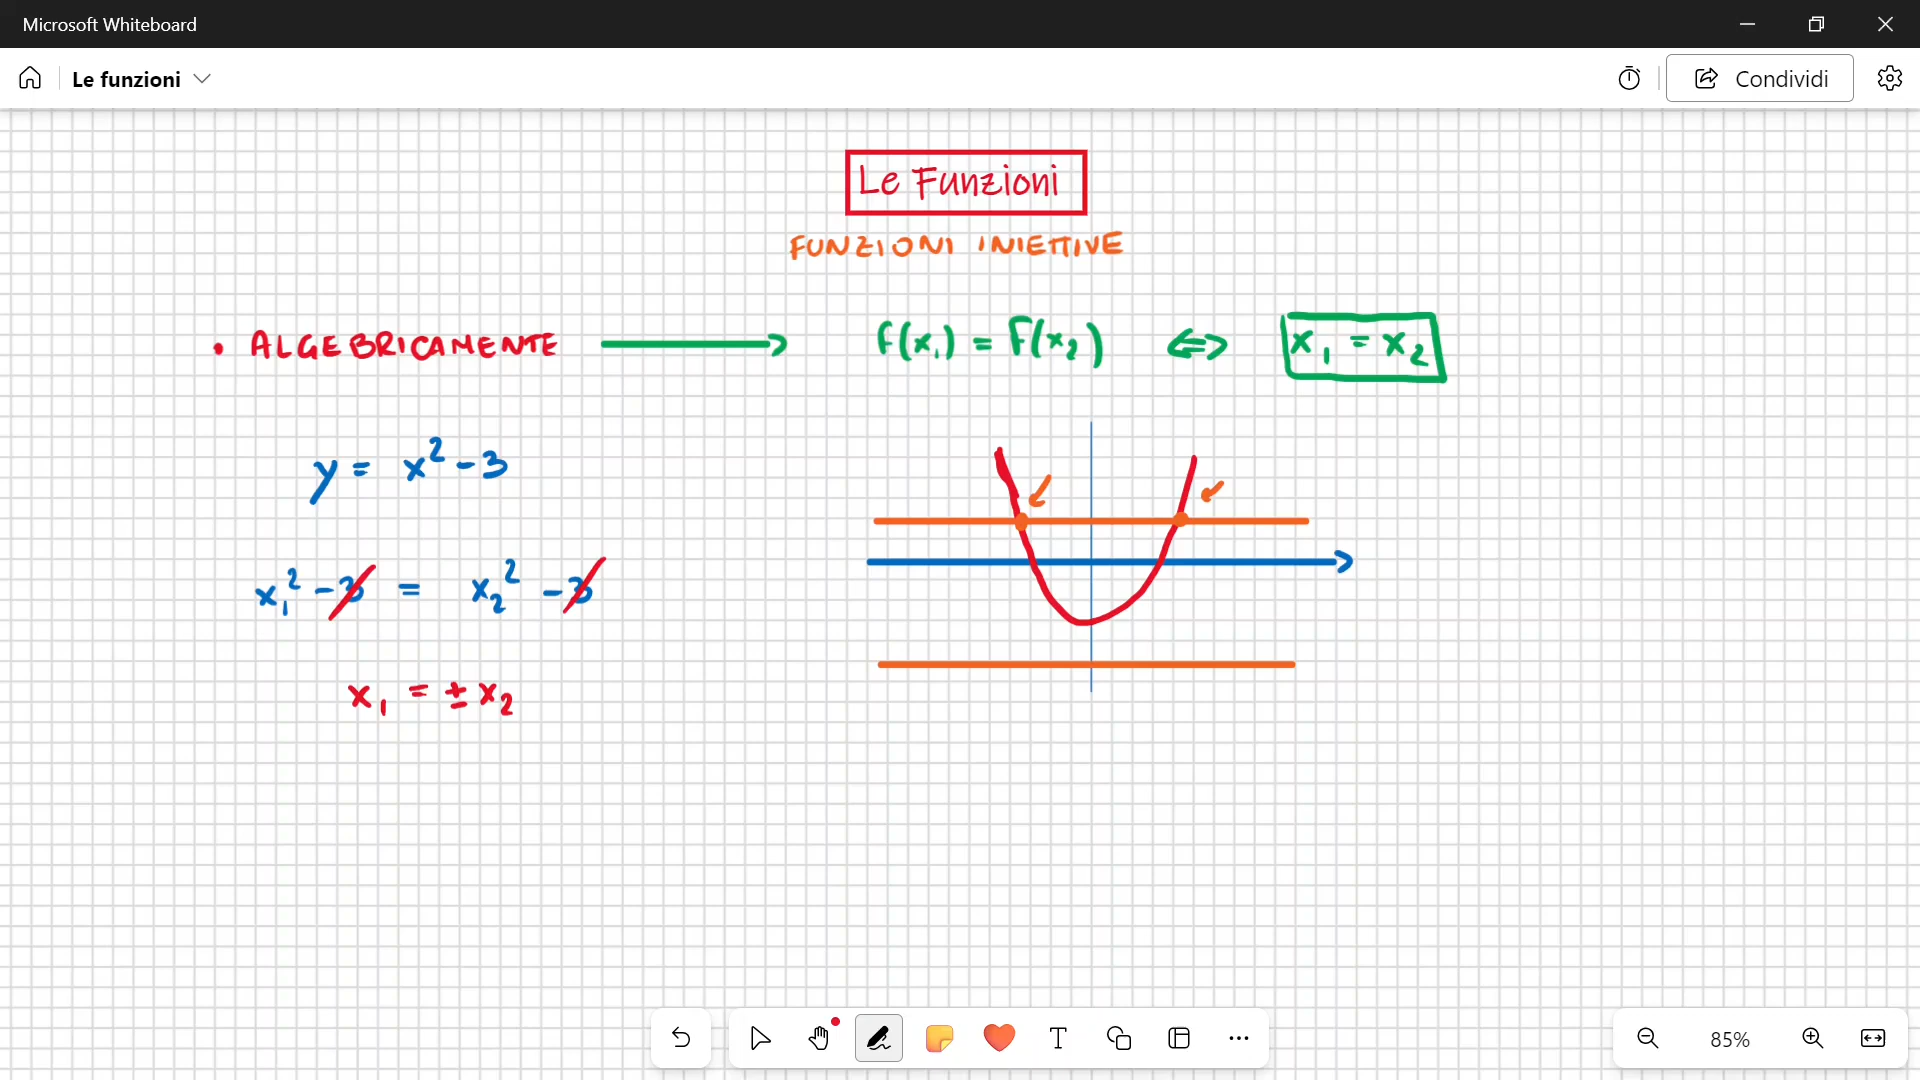 Microsoft Whiteboard
Le funzioni
Condividi
Le Funzioni
FUNZIONI INIETTIVE
• ALGEBRICAMENTE → f(x₁) = F(x₂) ⇔ x₁ = x₂
y = x² - 3
x₁² - 3 = x₂² - 3
x₁ = ± x₂
T
85%